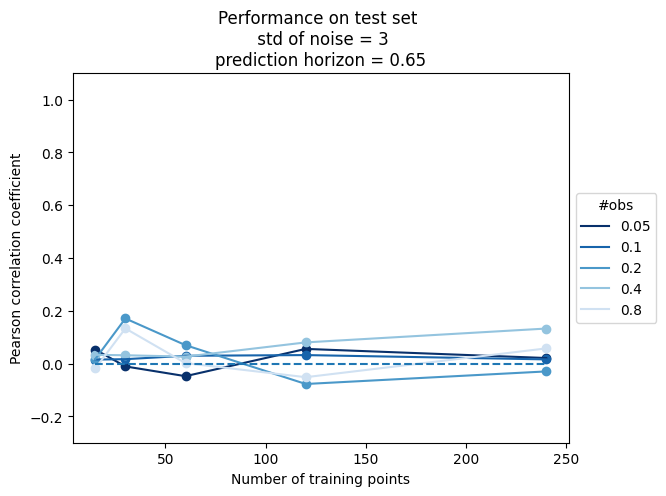 Performance on test set
std of noise = 3
prediction horizon = 0.65
Pearson correlation coefficient
1.0
0.8
0.6
0.4
0.2
0.0
−0.2
50
100
150
200
250
Number of training points
#obs
0.05
0.1
0.2
0.4
0.8